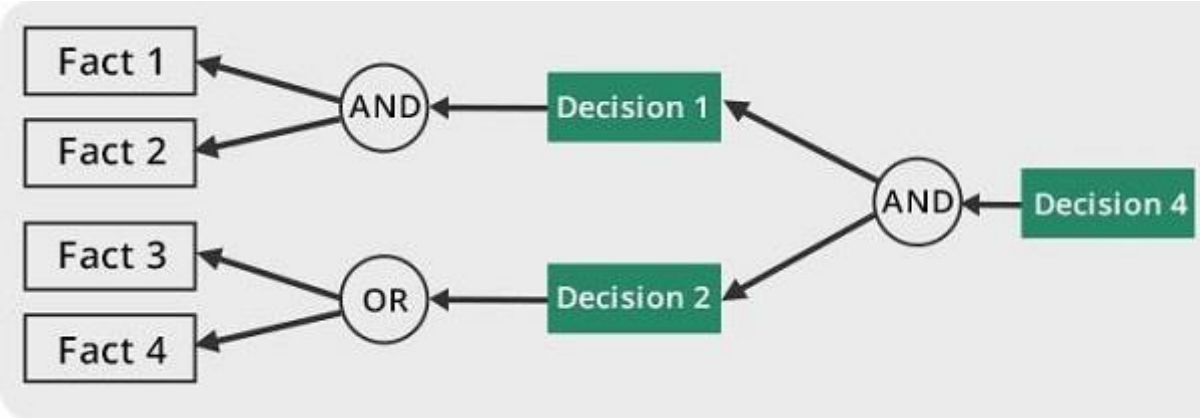 Fact 1
Fact 2
AND
Decision 1
Fact 3
Fact 4
OR
Decision 2
AND
Decision 4